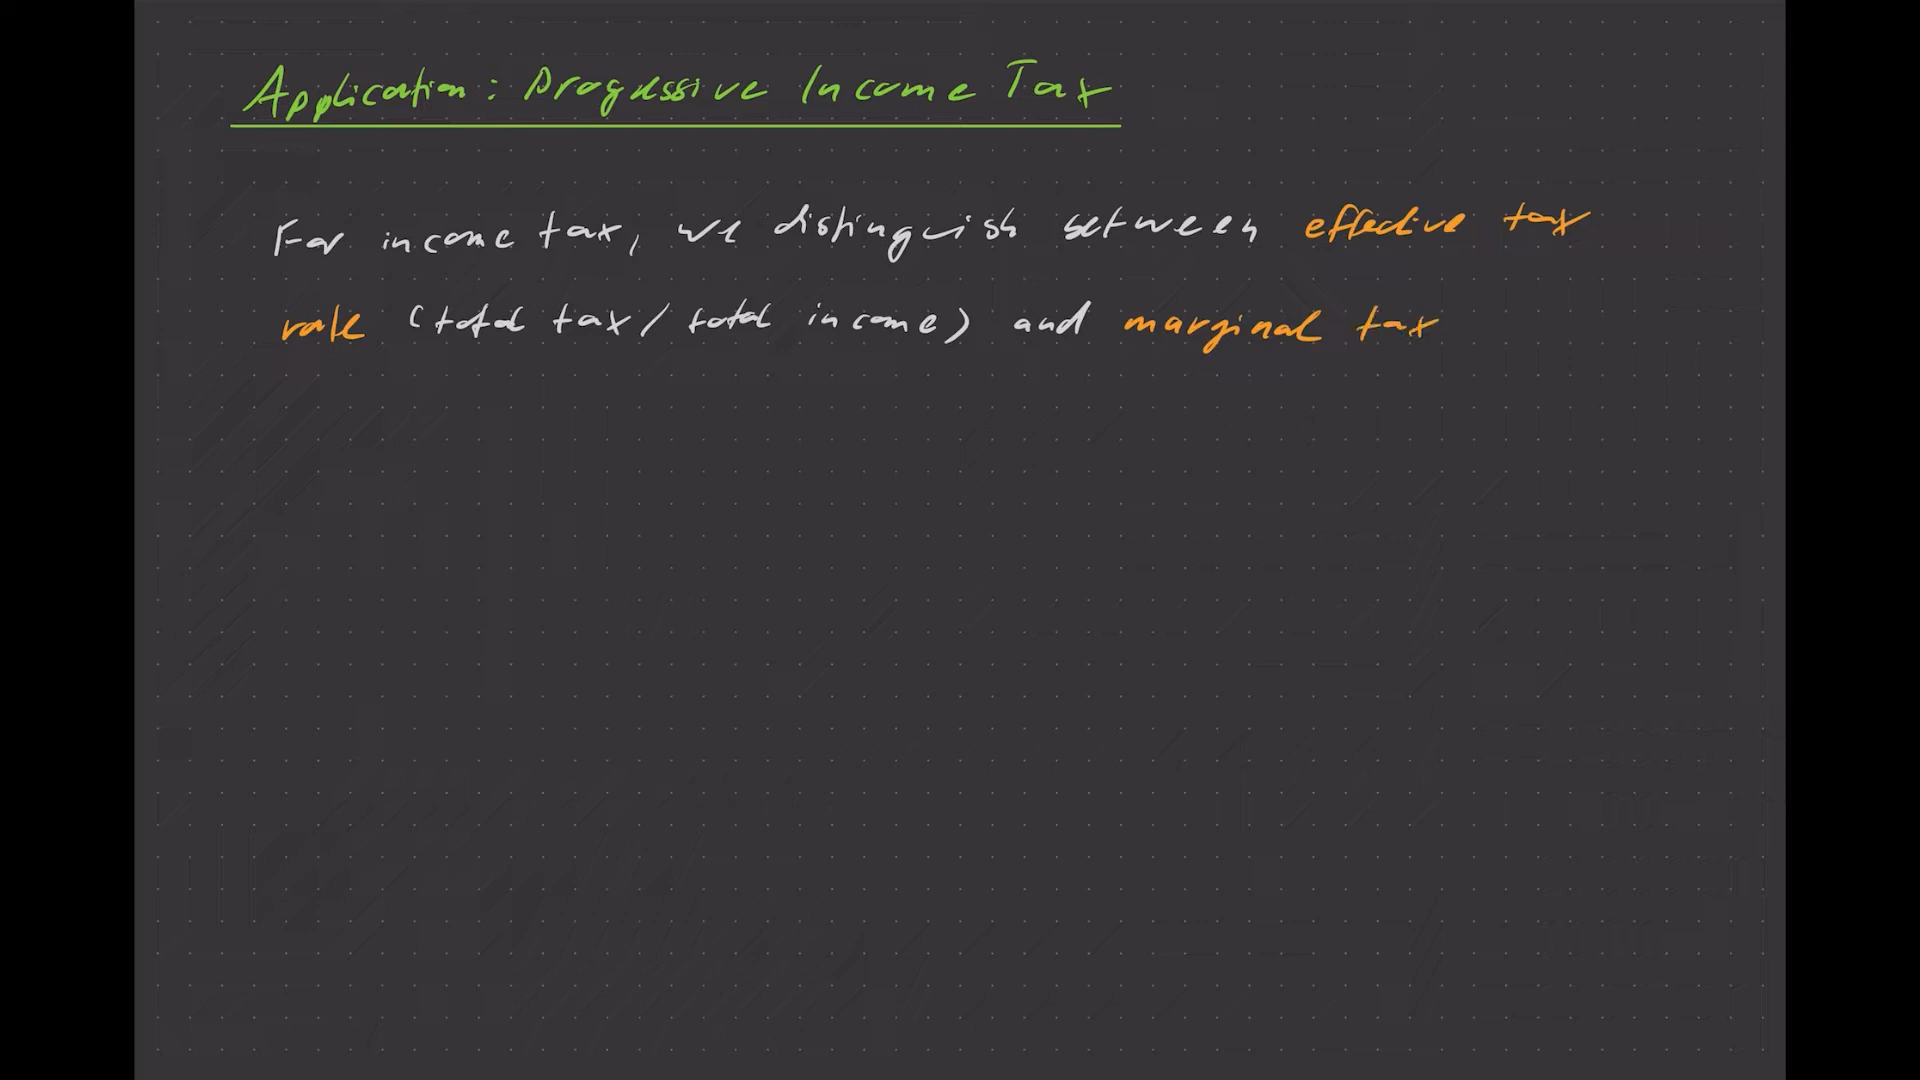 Application: Progressive Income Tax
For income tax, we distinguish between effective tax
rate (total tax / total income) and marginal tax